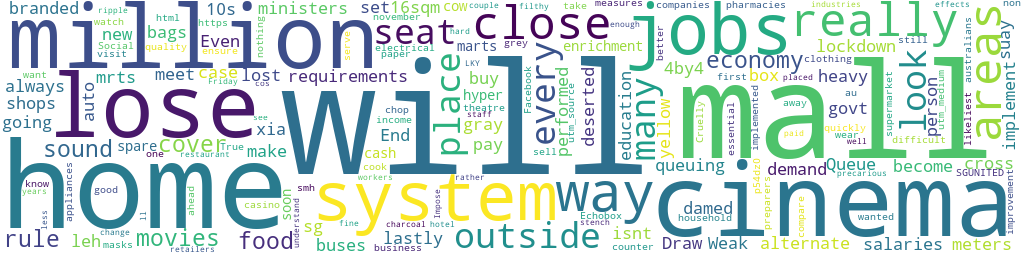 branded million 10s ministers set16sqm cow couple filthy take measures companies pharmacies industries effects
ripple watch html https november paper nothing seat close jobs really areas non
new Social visit bags Even electrical marts grey hard enough Impose better clothing still lockdown
quality ensure Friday cos case lost requirements meet serve LKY enrichment economy 4by4 first placed box heavy au supermarket australians
always mrts buy hyper theatre staff Facebook utm_source every performed deserted education many look person utm_medium likeliest implement suay
shops going auto lose will place mall govt
want xia End chop income gray pay sell yellow Cruelly essential implemented away wear well paid quickly difficult
sound spare cover make cash cook workers queuing demand Queue become cross SGUNITED
home see one True restaurant system rather way cinema
appliances know years less good soon smh understand damed household p54dzU preparers compare precarious wanted improvement
rule leh movies food casino sg fine charcoal hotel Echobox stench outside isnt Draw Weak alternate salaries meters
change masks ll ahead retailers buses lastly business counter